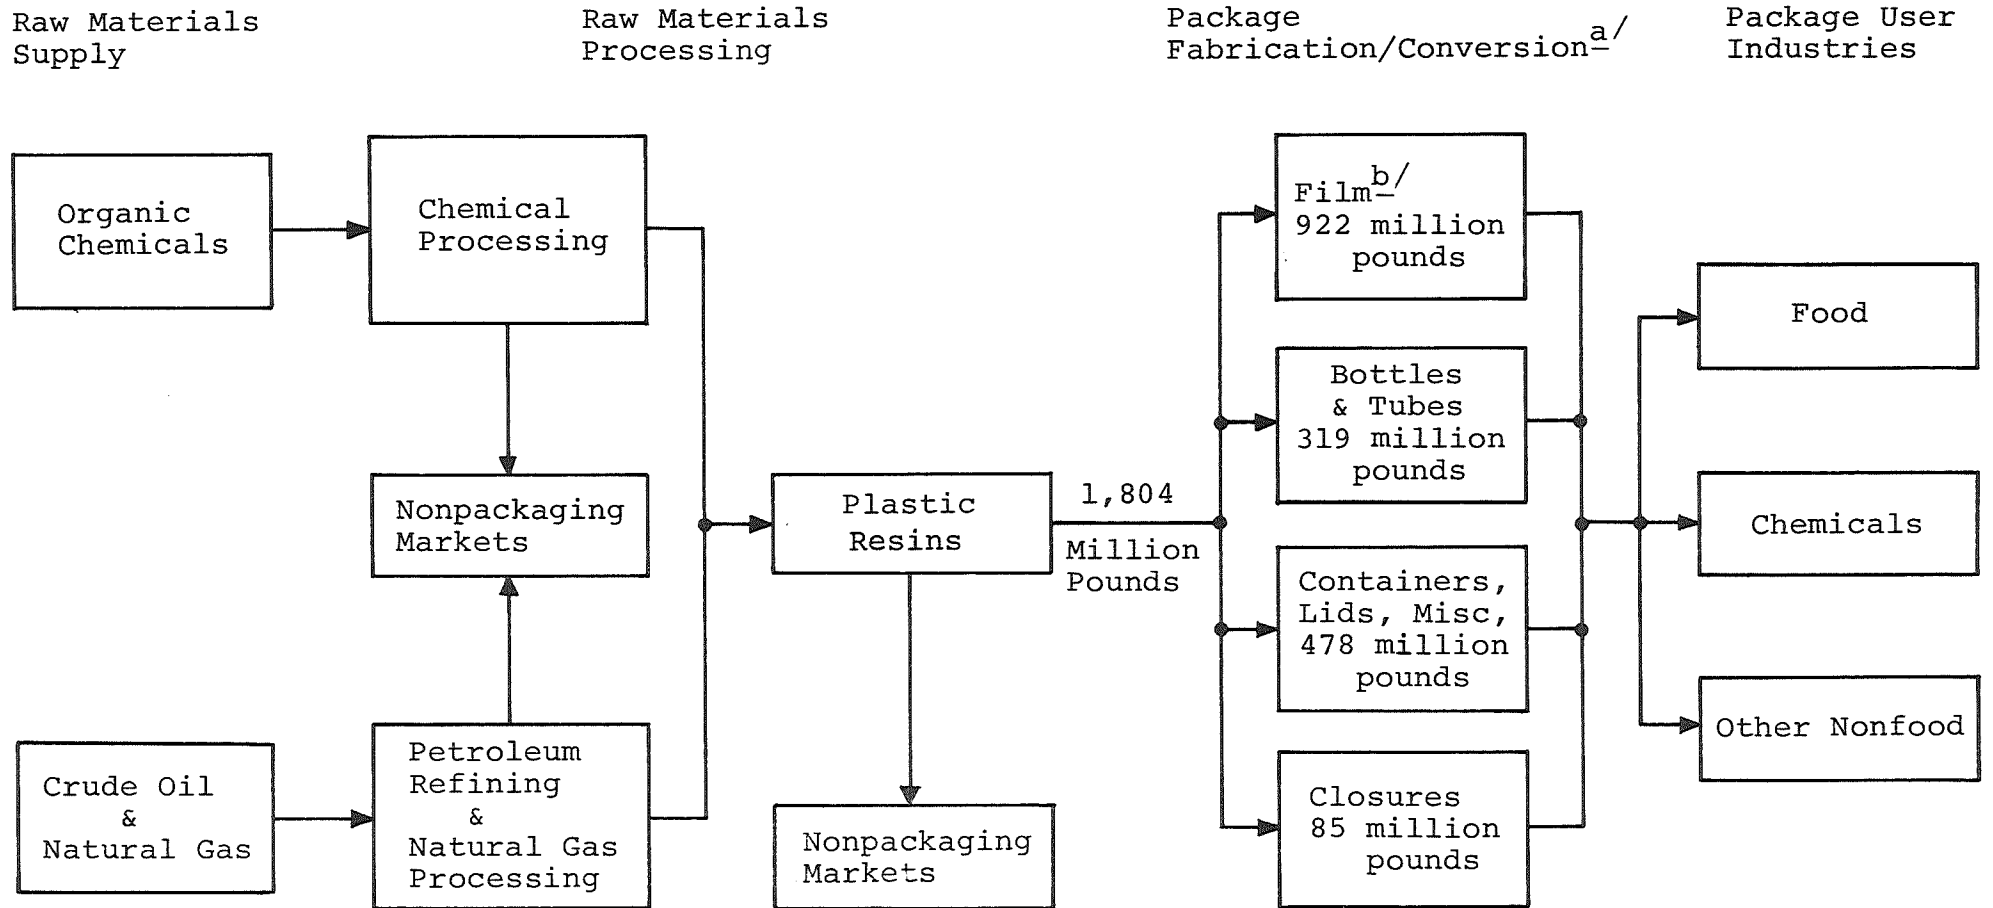 Raw Materials
Supply
Raw Materials
Processing
Package
Fabrication/Conversion a/
Package User
Industries
Organic
Chemicals
Chemical
Processing
Nonpackaging
Markets
Crude Oil
&
Natural Gas
Petroleum
Refining
&
Natural Gas
Processing
Plastic
Resins
Nonpackaging
Markets
1,804
Million
Pounds
Film b/
922 million
pounds
Bottles
& Tubes
319 million
pounds
Containers,
Lids, Misc,
478 million
pounds
Closures
85 million
pounds
Food
Chemicals
Other Nonfood